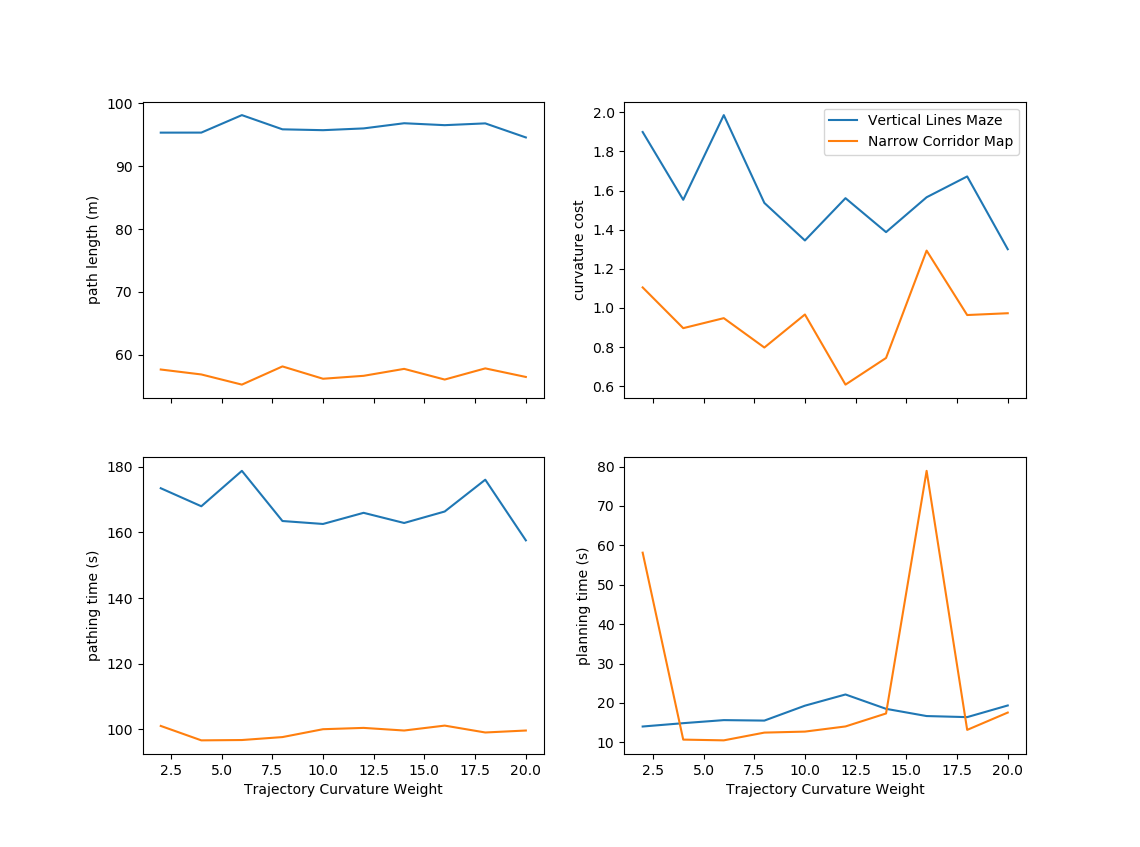 100
90
80
70
60
path length (m)
2.0
1.8
1.6
1.4
1.2
1.0
0.8
0.6
curvature cost
Vertical Lines Maze
Narrow Corridor Map
180
160
140
120
100
pathing time (s)
2.5 5.0 7.5 10.0 12.5 15.0 17.5 20.0
Trajectory Curvature Weight
80
70
60
50
40
30
20
10
planning time (s)
2.5 5.0 7.5 10.0 12.5 15.0 17.5 20.0
Trajectory Curvature Weight